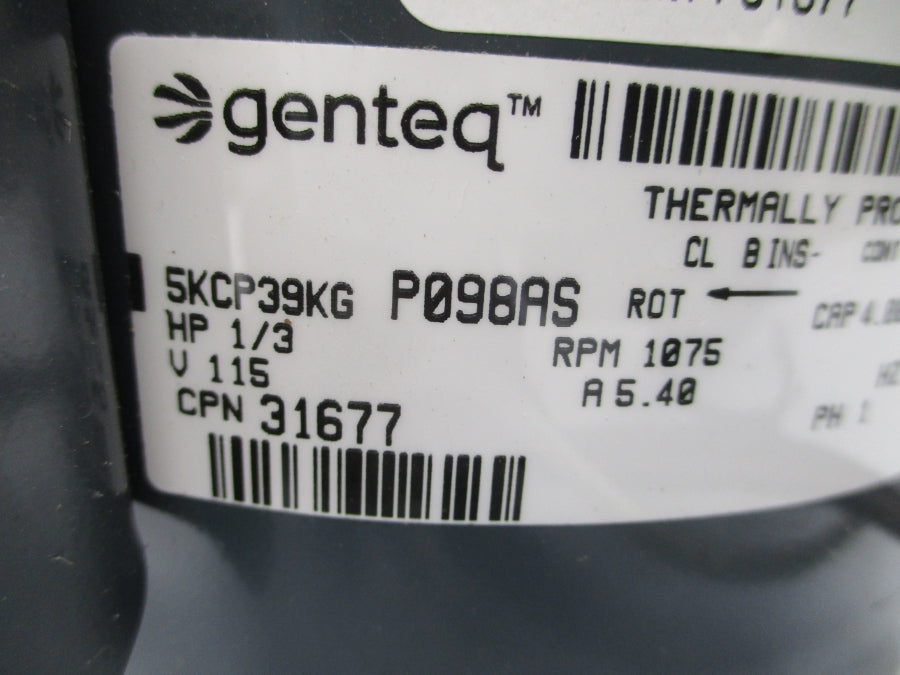 genteq™
THERMALLY
CL B INS-
5KCP39KG P098AS ROT
CAP
HP 1/3
RPM 1075
V 115
A 5.40
PH 1
CPN 31677